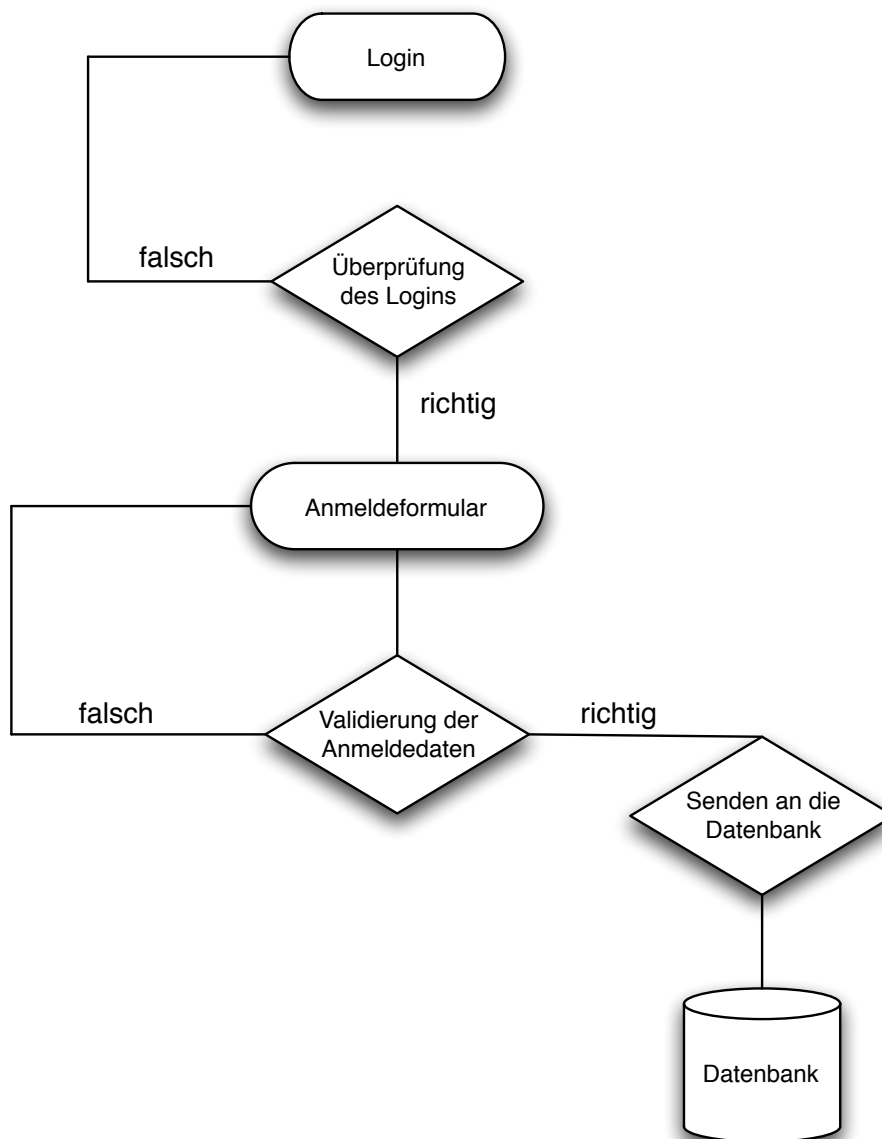 Login
falsch
Überprüfung
des Logins
richtig
Anmeldeformular
falsch
Validierung der
Anmeldedaten
richtig
Senden an die
Datenbank
Datenbank